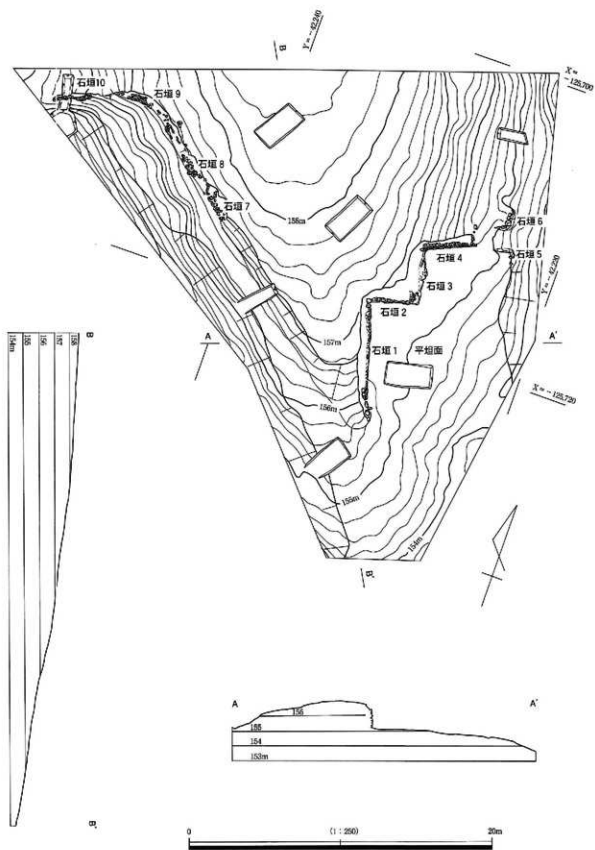 Y = -42,240
B
X = -125,700
石垣10
石垣9
石垣8
石垣7
158m
石垣6
石垣5
石垣4
石垣3
石垣2
Y = -42,220
A
A'
157m
石垣1
平坦面
156m
X = -125,720
155m
154m
B'
B
158
157
156
155
154m
B'
A
A'
156
155
154
153m
(1:250)
0
20m